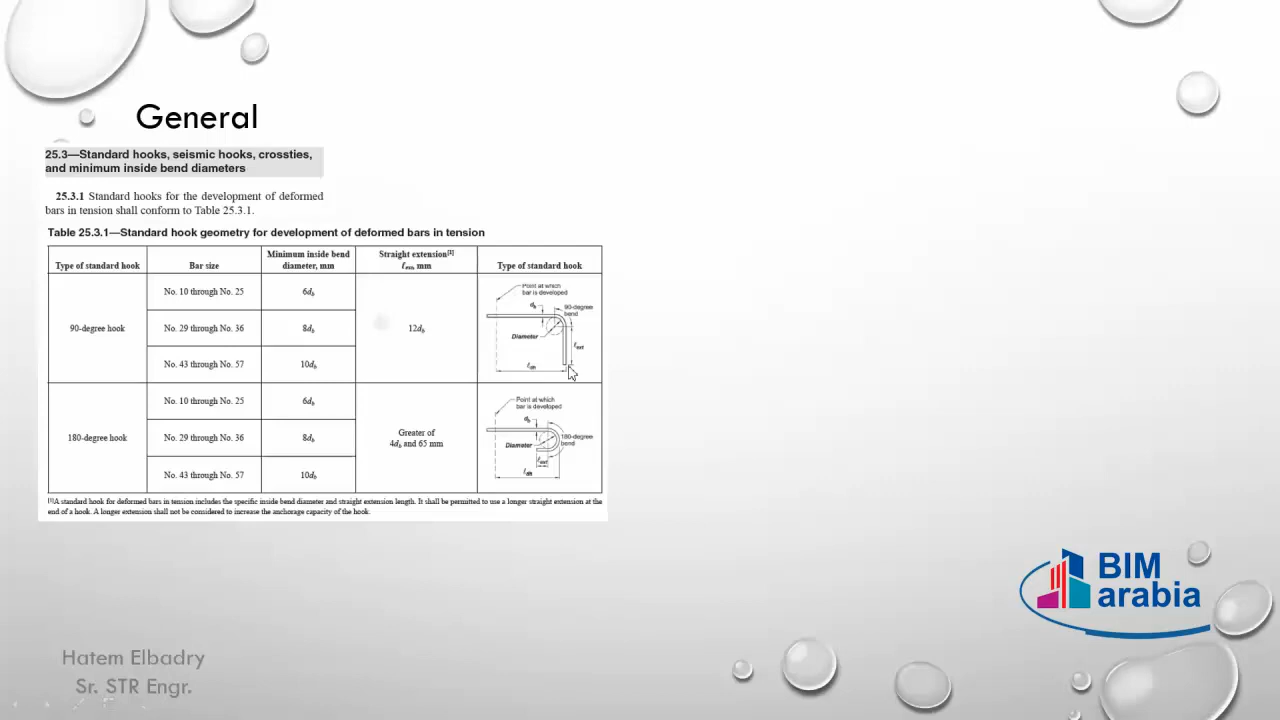 General
25.3—Standard hooks, seismic hooks, crossties,
and minimum inside bend diameters
25.3.1 Standard hooks for the development of deformed
bars in tension shall conform to Table 25.3.1.
Table 25.3.1—Standard hook geometry for development of deformed bars in tension
Type of standard hook
Bar size
Minimum inside bend
diameter, mm
Straight extension[1]
ℓext, mm
Type of standard hook
90-degree hook
No. 10 through No. 25
6db
No. 29 through No. 36
8db
No. 43 through No. 57
10db
12db
Point at which
bar is developed
db
90-degree
bend
Diameter
ℓext
ℓdh
180-degree hook
No. 10 through No. 25
6db
No. 29 through No. 36
8db
No. 43 through No. 57
10db
Greater of
4db and 65 mm
Point at which
bar is developed
db
180-degree
bend
Diameter
ℓext
ℓdh
[1]A standard hook for deformed bars in tension includes the specific inside bend diameter and straight extension length. It shall be permitted to use a longer straight extension at the
end of a hook. A longer extension shall not be considered to increase the anchorage capacity of the hook.
BIM
arabia
Hatem Elbadry
Sr. STR Engr.